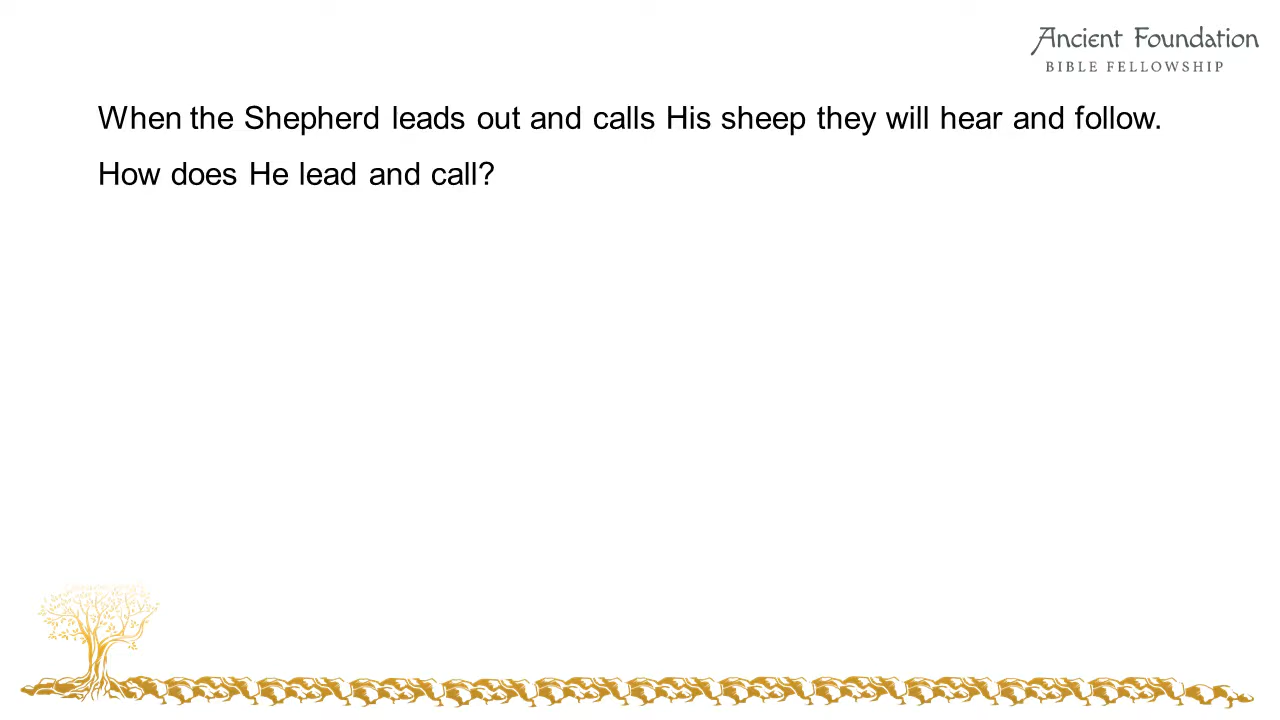 Ancient Foundation
BIBLE FELLOWSHIP
When the Shepherd leads out and calls His sheep they will hear and follow.
How does He lead and call?